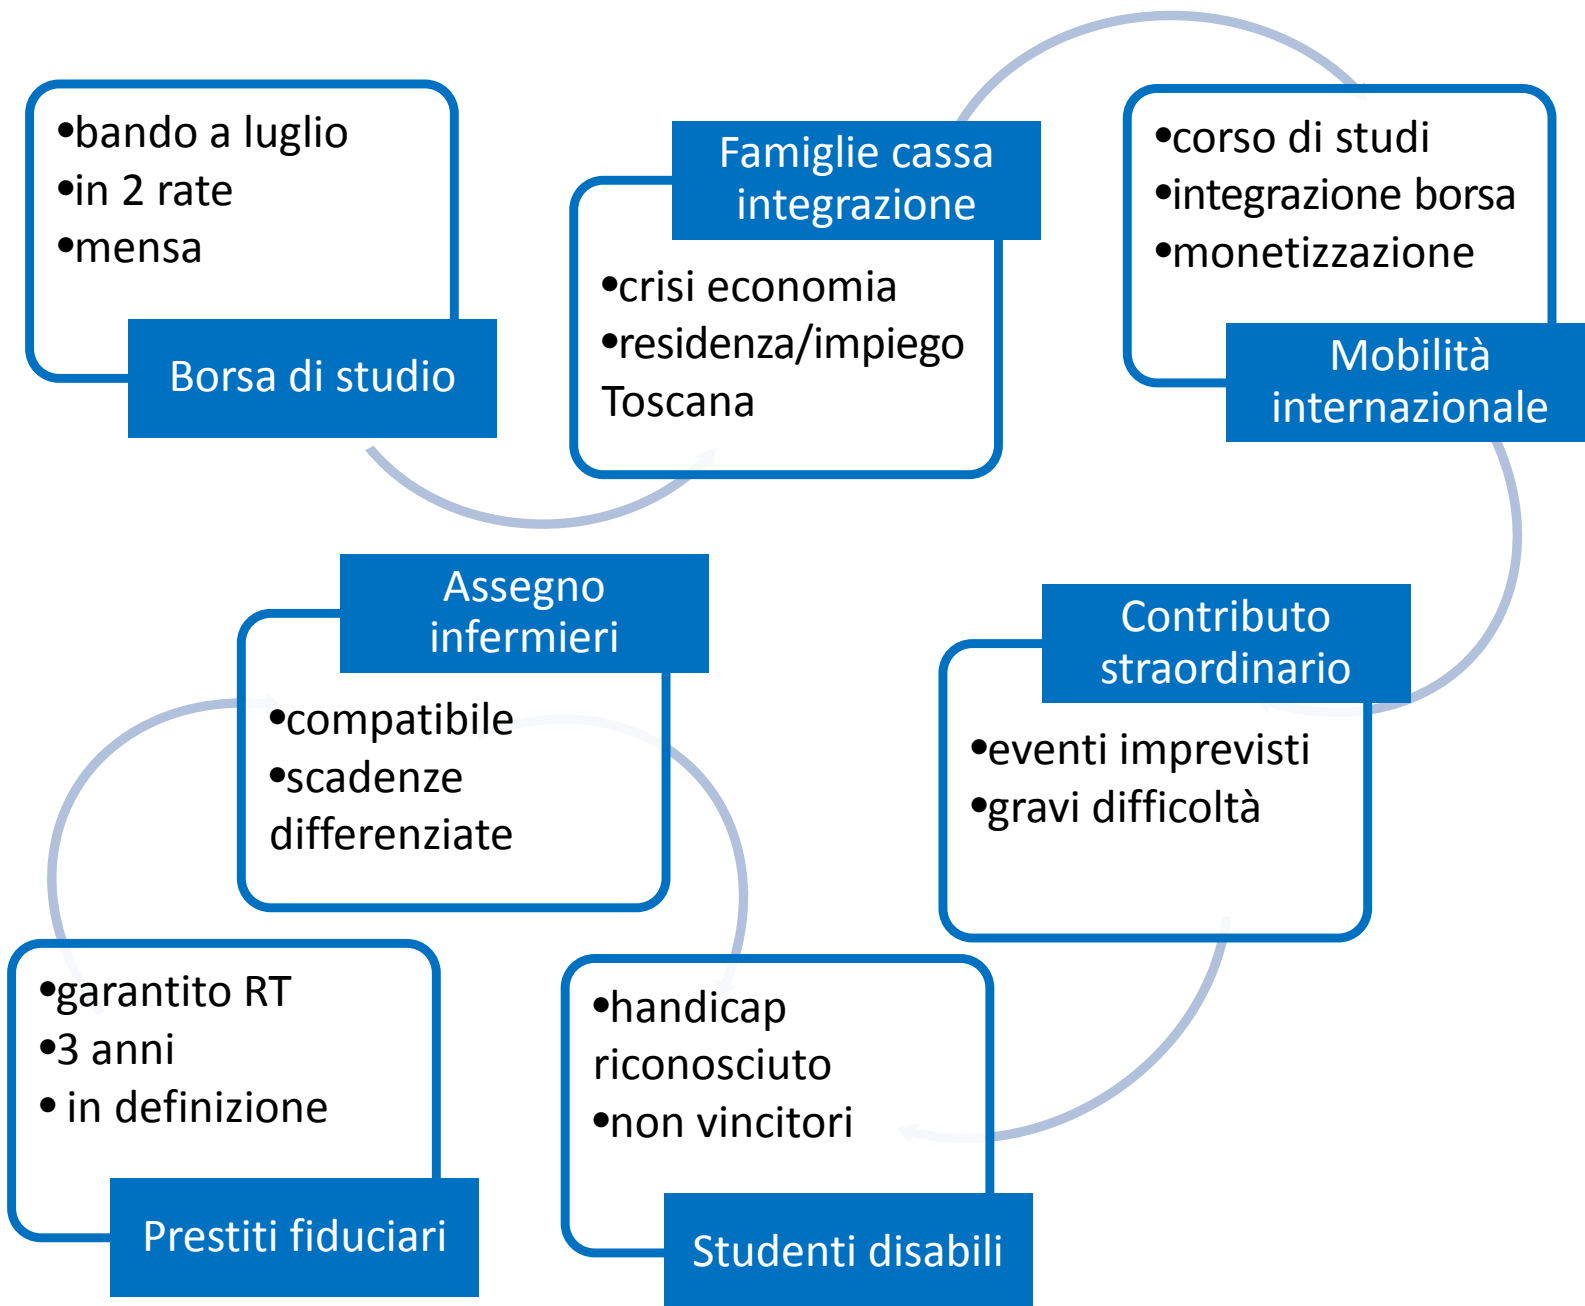 •bando a luglio
•in 2 rate
•mensa
Borsa di studio
Famiglie cassa
integrazione
•crisi economia
•residenza/impiego
Toscana
•corso di studi
•integrazione borsa
•monetizzazione
Mobilità
internazionale
Assegno
infermieri
•compatibile
•scadenze
differenziate
Contributo
straordinario
•eventi imprevisti
•gravi difficoltà
•garantito RT
•3 anni
• in definizione
Prestiti fiduciari
•handicap
riconosciuto
•non vincitori
Studenti disabili